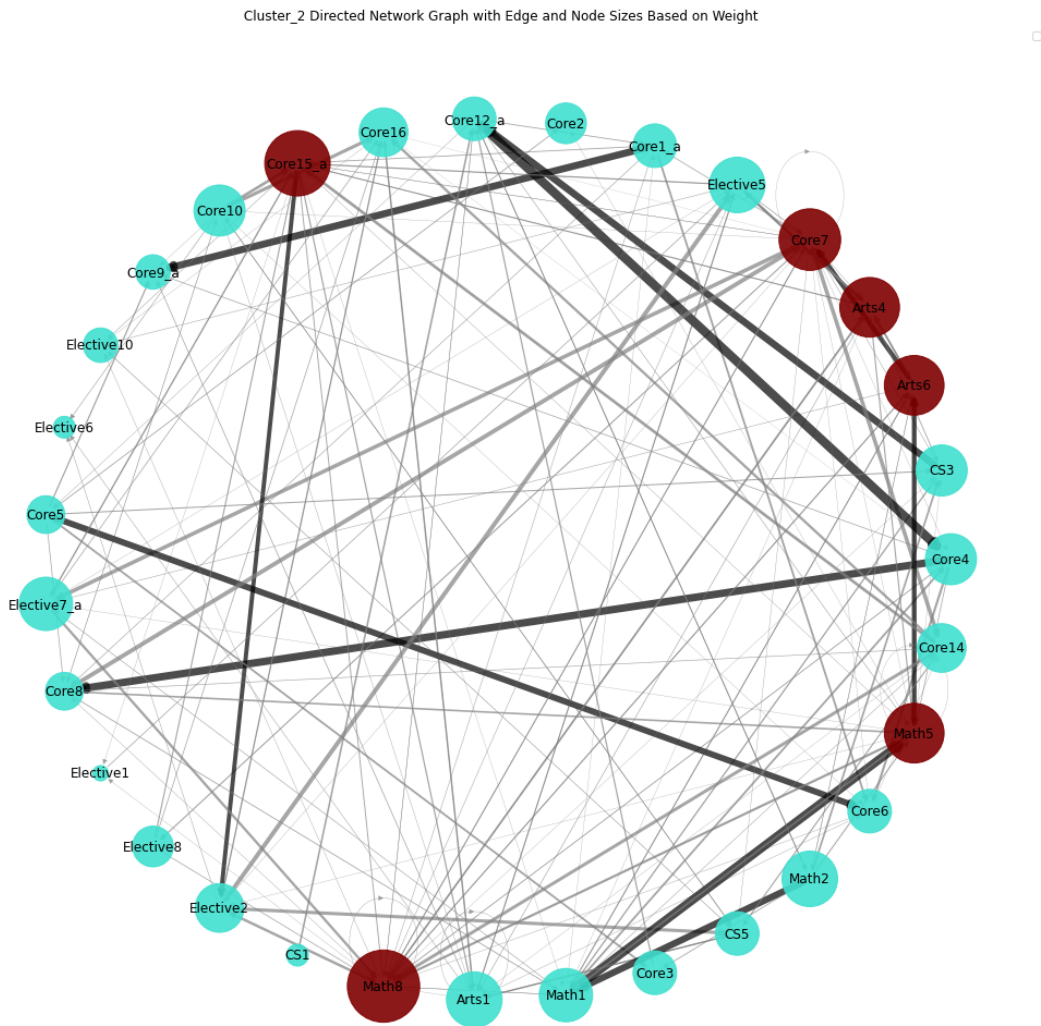 Cluster_2 Directed Network Graph with Edge and Node Sizes Based on Weight
Core12_a
Core2
Core16
Core1_a
Core15_a
Elective5
Core10
Core7
Core9_a
Arts4
Elective10
Arts6
Elective6
CS3
Core5
Core4
Elective7_a
Core14
Core8
Math5
Elective1
Core6
Elective8
Math2
Elective2
CS5
CS1
Core3
Math8
Math1
Arts1